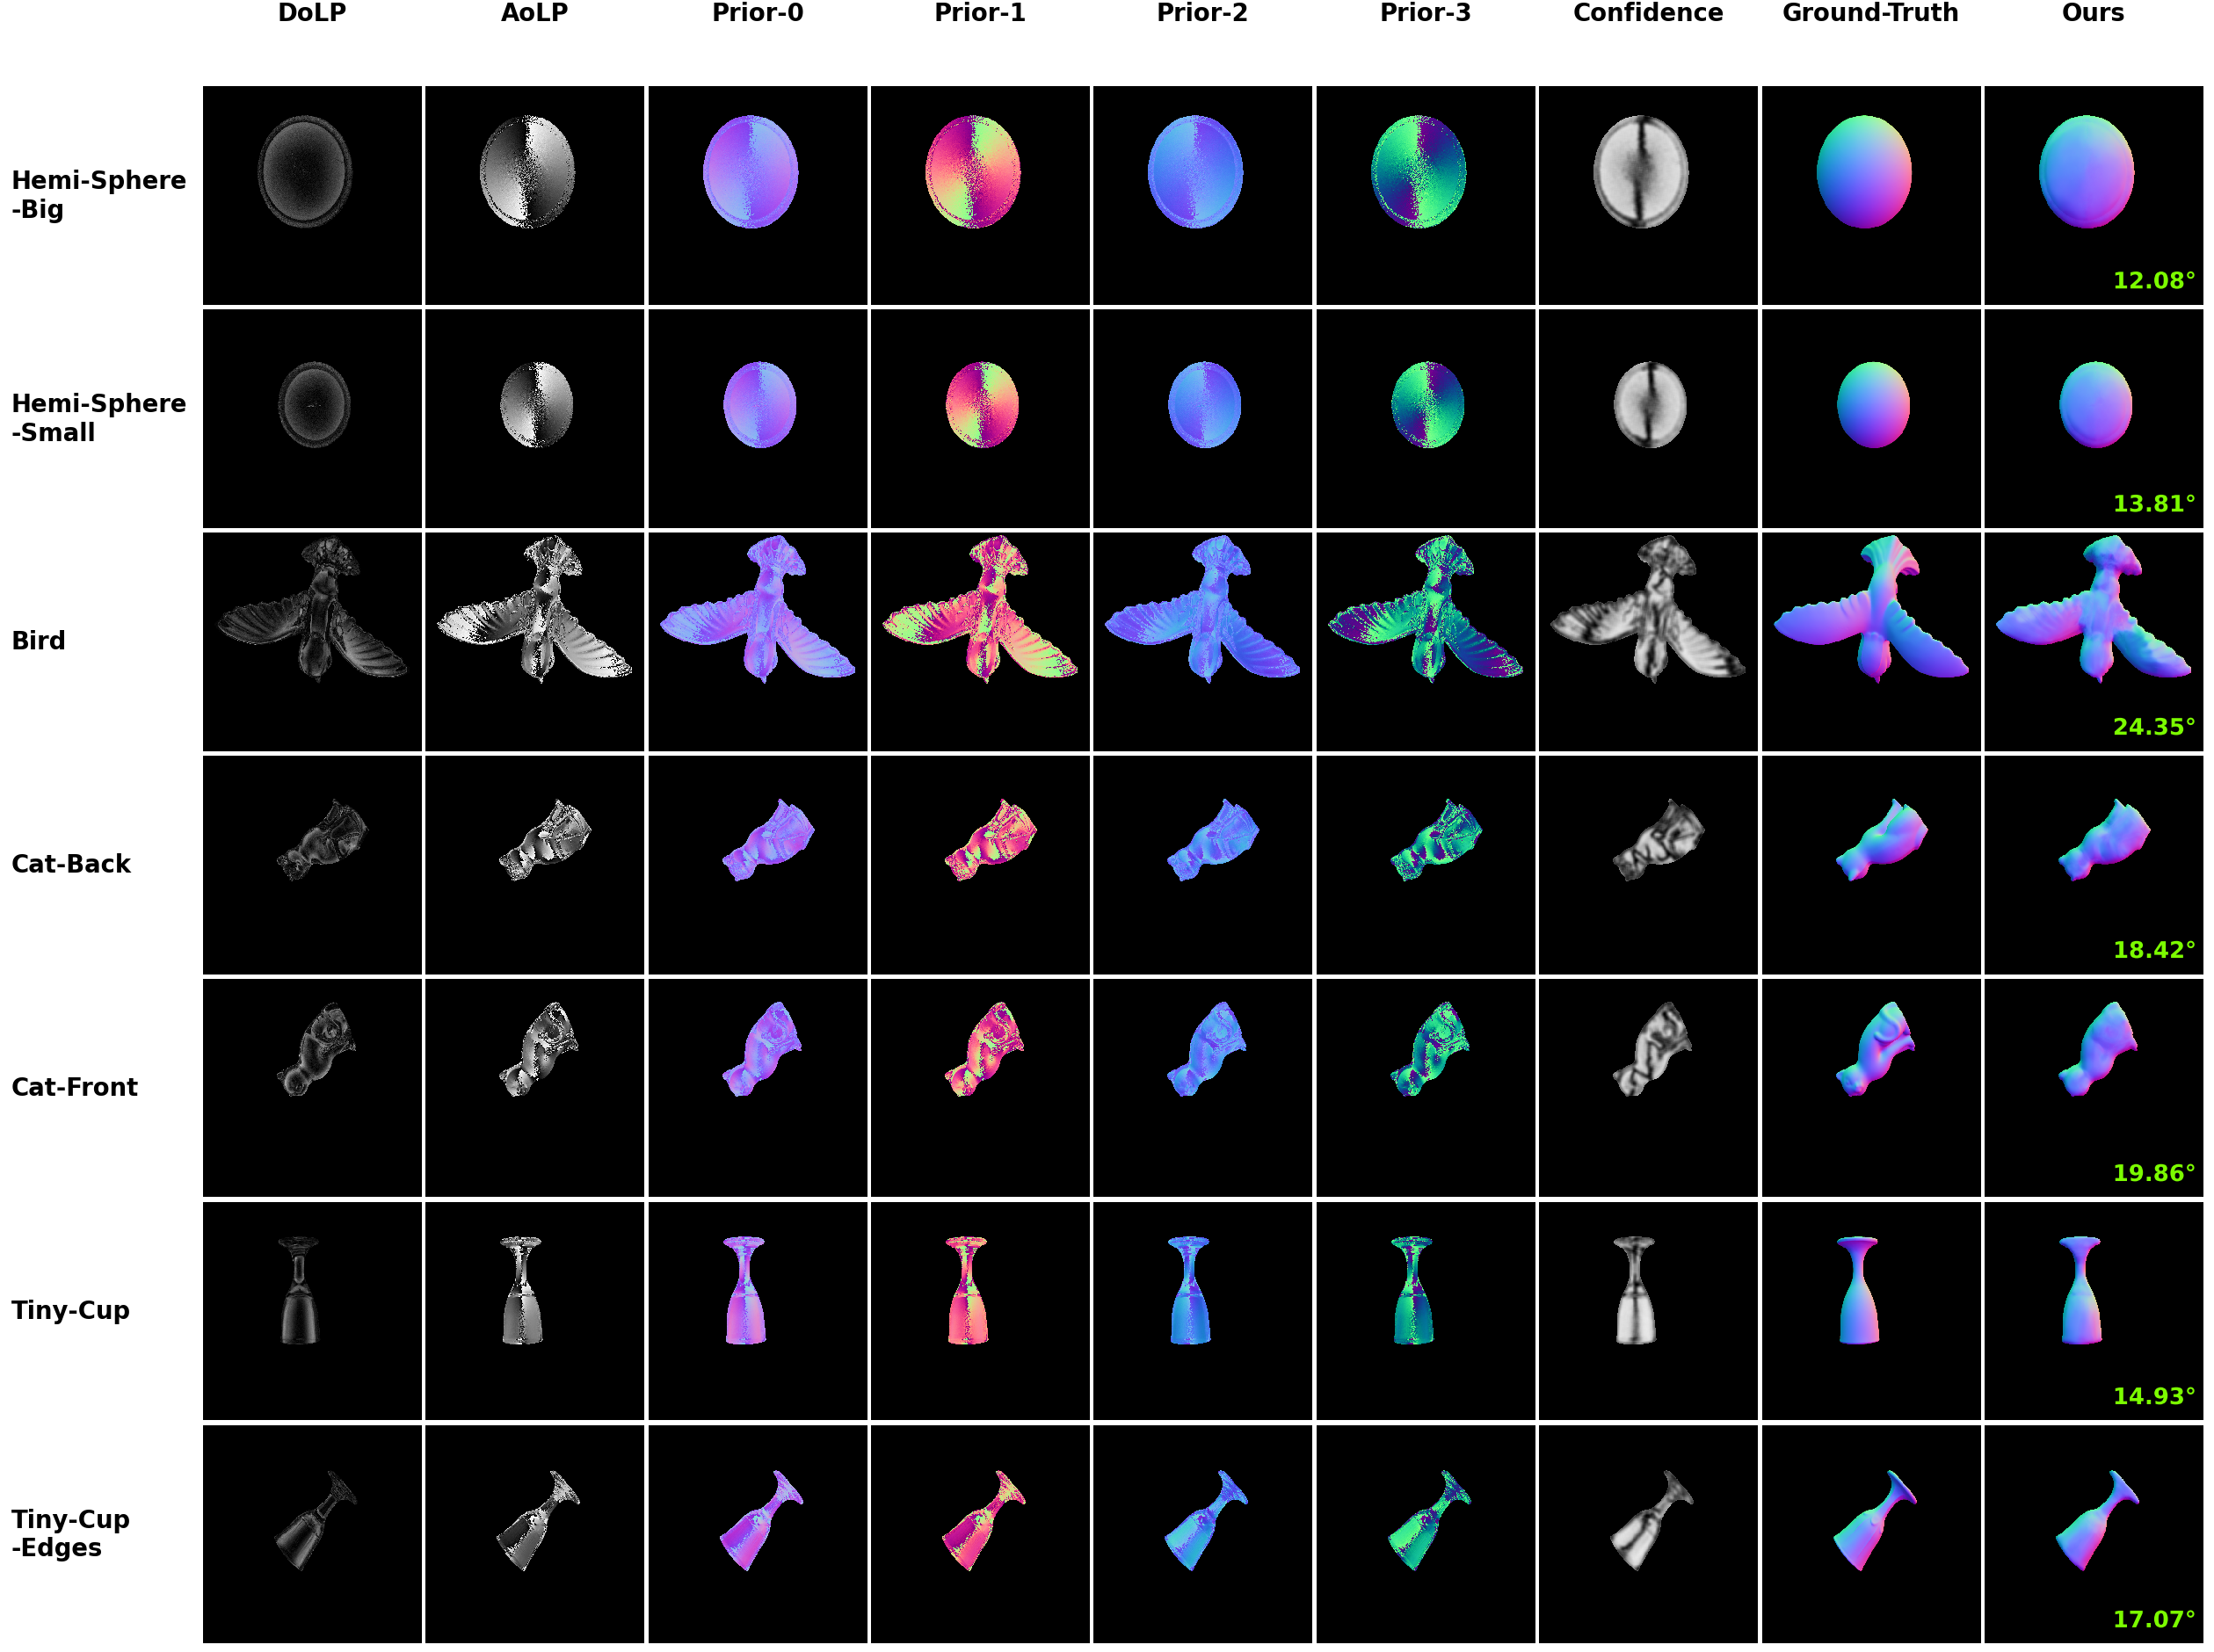 DoLP AoLP Prior-0 Prior-1 Prior-2 Prior-3 Confidence Ground-Truth Ours
Hemi-Sphere
-Big
12.08°
Hemi-Sphere
-Small
13.81°
Bird
24.35°
Cat-Back
18.42°
Cat-Front
19.86°
Tiny-Cup
14.93°
Tiny-Cup
-Edges
17.07°